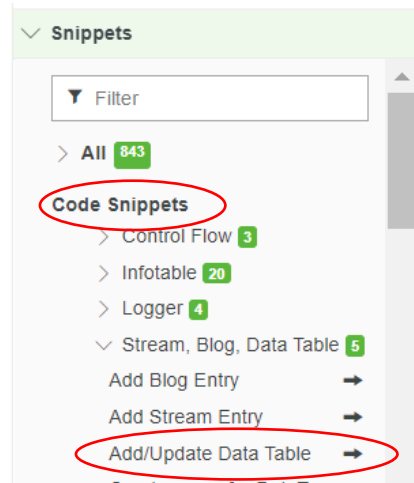 Snippets
Filter
All 843
Code Snippets
Control Flow 3
Infotable 20
Logger 4
Stream, Blog, Data Table 5
Add Blog Entry
Add Stream Entry
Add/Update Data Table